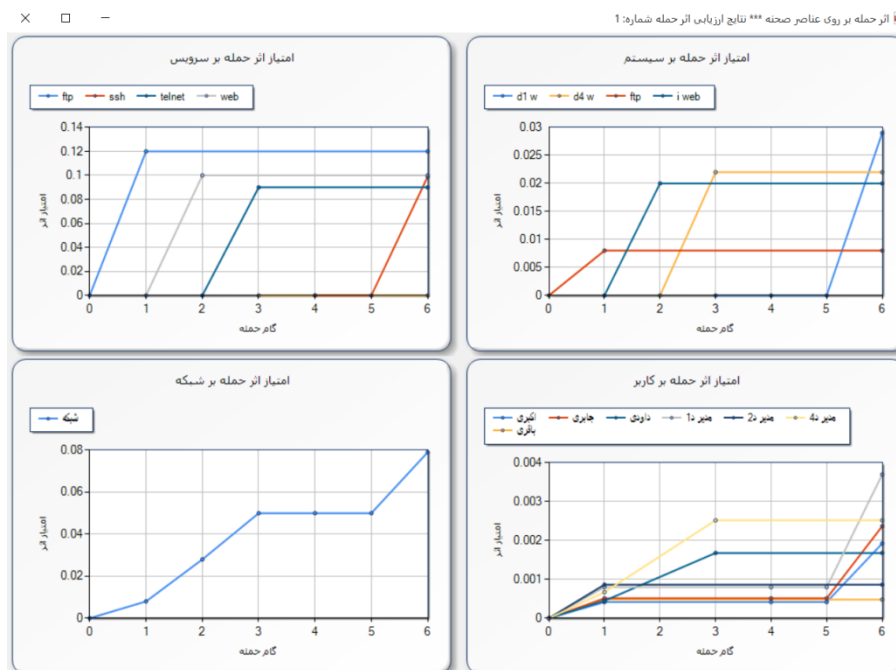 اثر حمله بر روی عناصر صحنه *** نتایج ارزیابی اثر حمله شماره: 1
امتیاز اثر حمله بر سرویس
ftp ssh telnet web
0.14
0.12
0.1
0.08
0.06
0.04
0.02
0
امتیاز اثر
0 1 2 3 4 5 6
گام حمله
امتیاز اثر حمله بر سیستم
d1 w d4 w ftp i web
0.03
0.025
0.02
0.015
0.01
0.005
0
امتیاز اثر
0 1 2 3 4 5 6
گام حمله
امتیاز اثر حمله بر شبکه
شبکه
0.08
0.06
0.04
0.02
0
امتیاز اثر
0 1 2 3 4 5 6
گام حمله
امتیاز اثر حمله بر کاربر
اکبری جابری داودی مدیر د1 مدیر د2 مدیر د4
باقری
0.004
0.003
0.002
0.001
0
امتیاز اثر
0 1 2 3 4 5 6
گام حمله